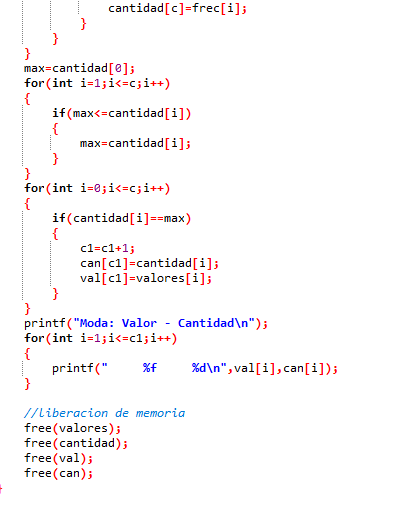 cantidad[c]=frec[i];
}
}
}
max=cantidad[0];
for(int i=1;i<=c;i++)
{
if(max<=cantidad[i])
{
max=cantidad[i];
}
}
for(int i=0;i<=c;i++)
{
if(cantidad[i]==max)
{
c1=c1+1;
can[c1]=cantidad[i];
val[c1]=valores[i];
}
}
printf("Moda: Valor - Cantidad\n");
for(int i=1;i<=c1;i++)
{
printf("     %f     %d\n",val[i],can[i]);
}
//liberacion de memoria
free(valores);
free(cantidad);
free(val);
free(can);
}